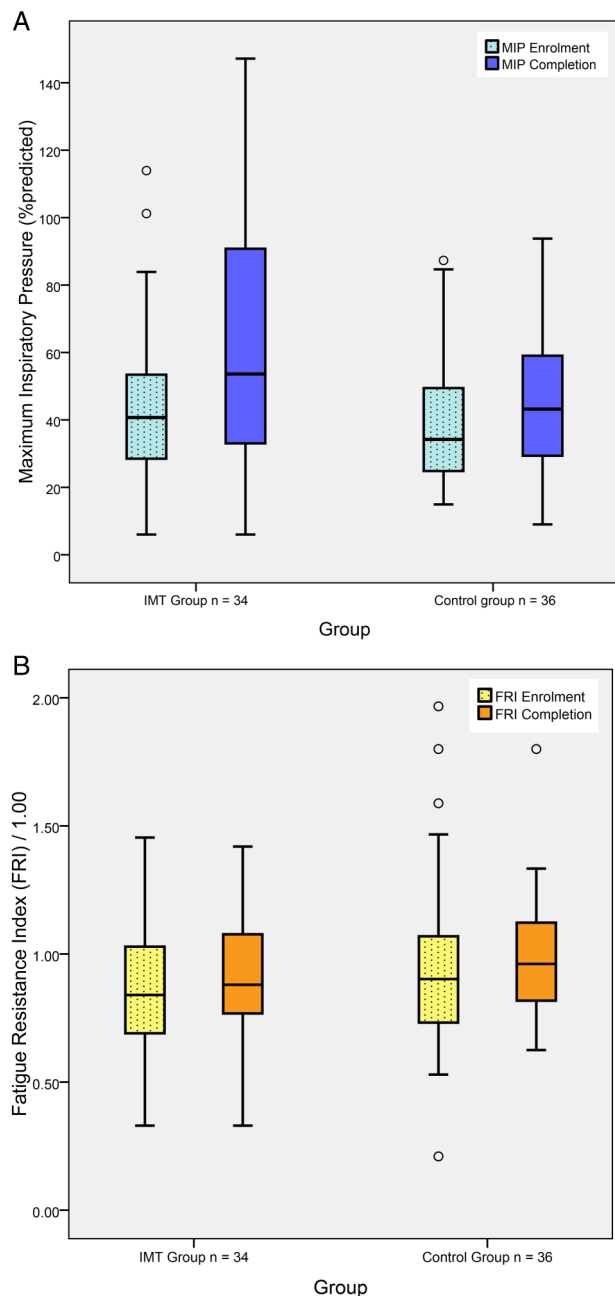 A
MIP Enrolment
MIP Completion
Maximum Inspiratory Pressure (%predicted)
140
120
100
80
60
40
20
0
IMT Group n = 34
Control group n = 36
Group
B
FRI Enrolment
FRI Completion
Fatigue Resistance Index (FRI) / 1.00
2.00
1.50
1.00
0.50
0.00
IMT Group n = 34
Control Group n = 36
Group